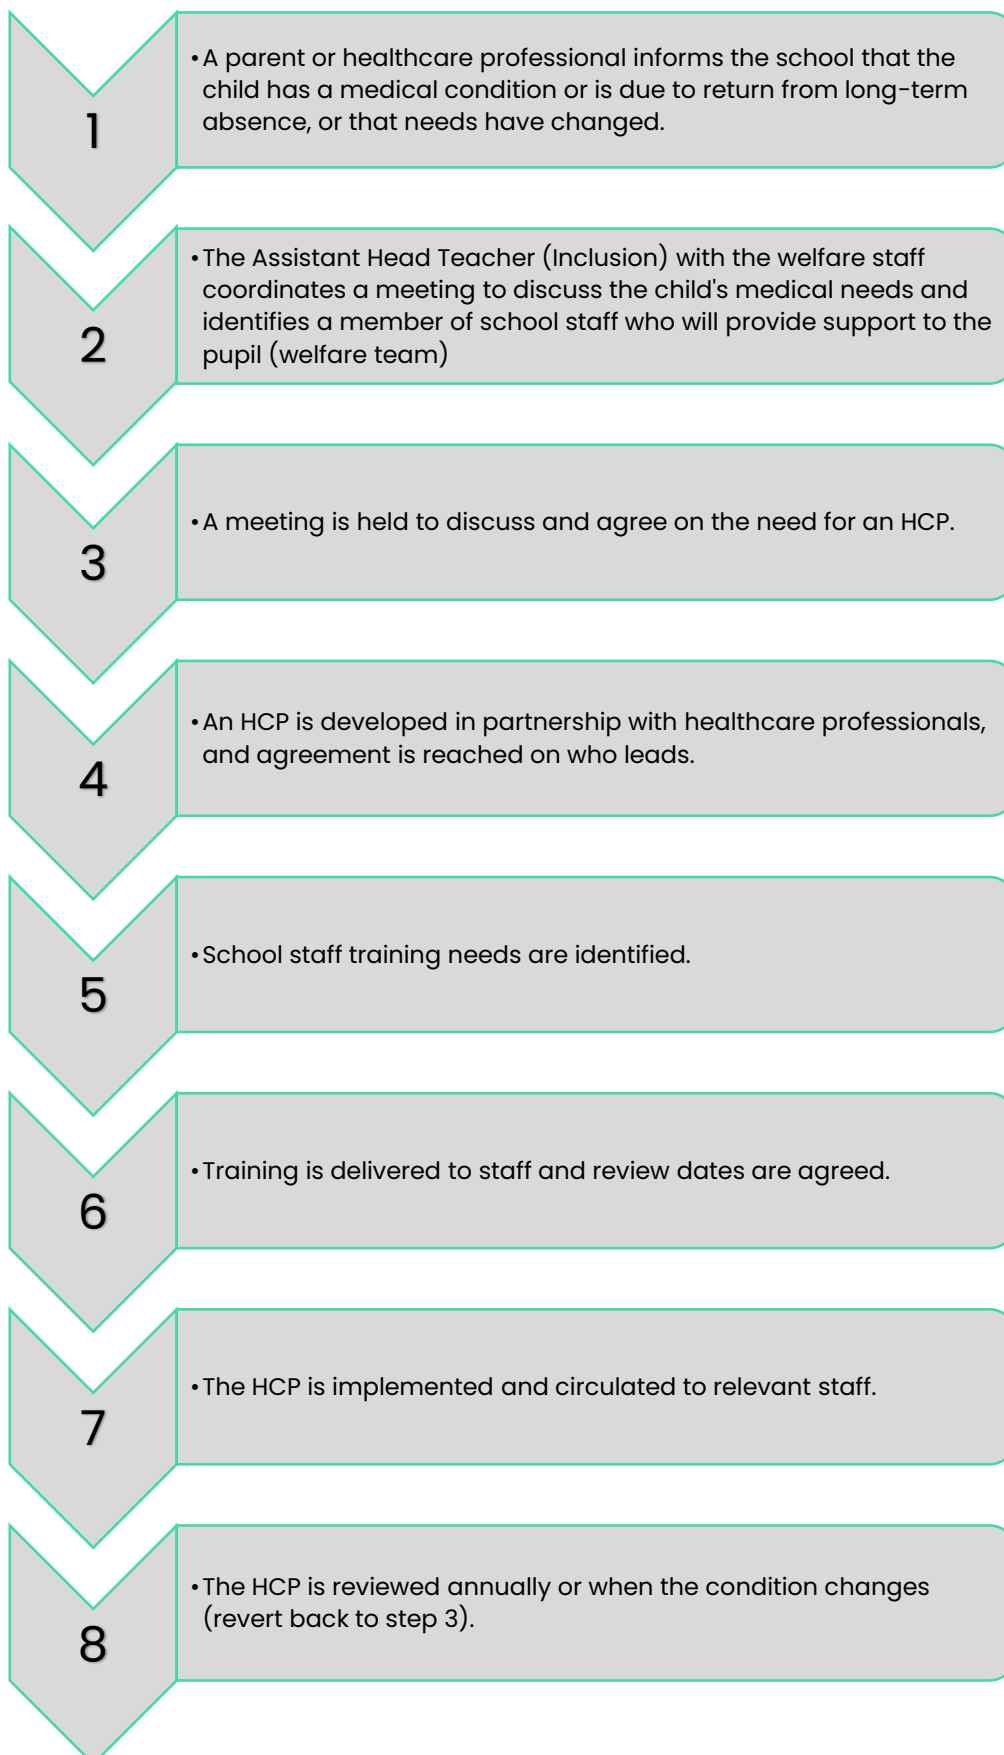 1
•A parent or healthcare professional informs the school that the
child has a medical condition or is due to return from long-term
absence, or that needs have changed.
2
•The Assistant Head Teacher (Inclusion) with the welfare staff
coordinates a meeting to discuss the child's medical needs and
identifies a member of school staff who will provide support to the
pupil (welfare team)
3
•A meeting is held to discuss and agree on the need for an HCP.
4
•An HCP is developed in partnership with healthcare professionals,
and agreement is reached on who leads.
5
•School staff training needs are identified.
6
•Training is delivered to staff and review dates are agreed.
7
•The HCP is implemented and circulated to relevant staff.
8
•The HCP is reviewed annually or when the condition changes
(revert back to step 3).